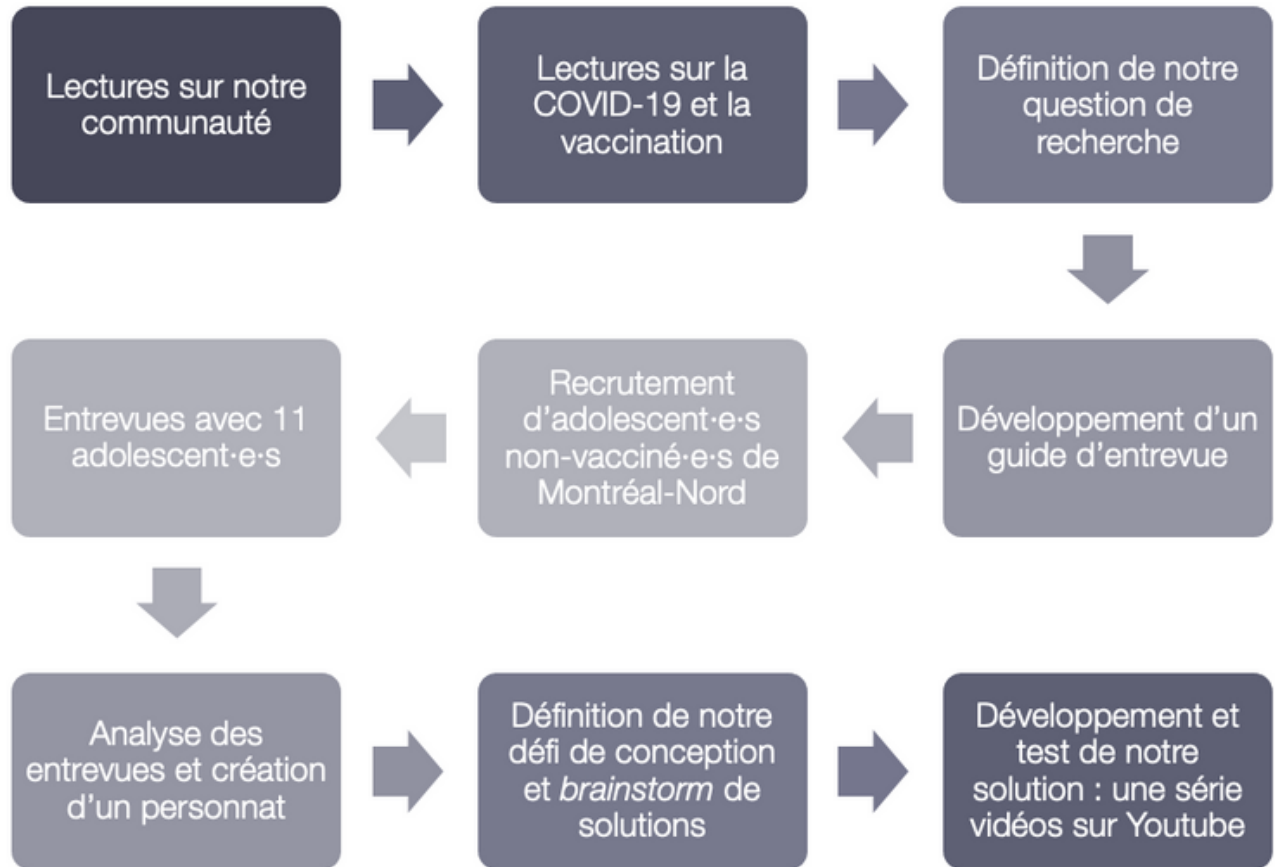 Lectures sur notre
communauté
Lectures sur la
COVID-19 et la
vaccination
Définition de notre
question de
recherche
Développement d'un
guide d'entrevue
Recrutement
d'adolescent·e·s
non-vacciné·e·s de
Montréal-Nord
Entrevues avec 11
adolescent·e·s
Analyse des
entrevues et création
d'un personnat
Définition de notre
défi de conception
et brainstorm de
solutions
Développement et
test de notre
solution : une série
vidéos sur Youtube